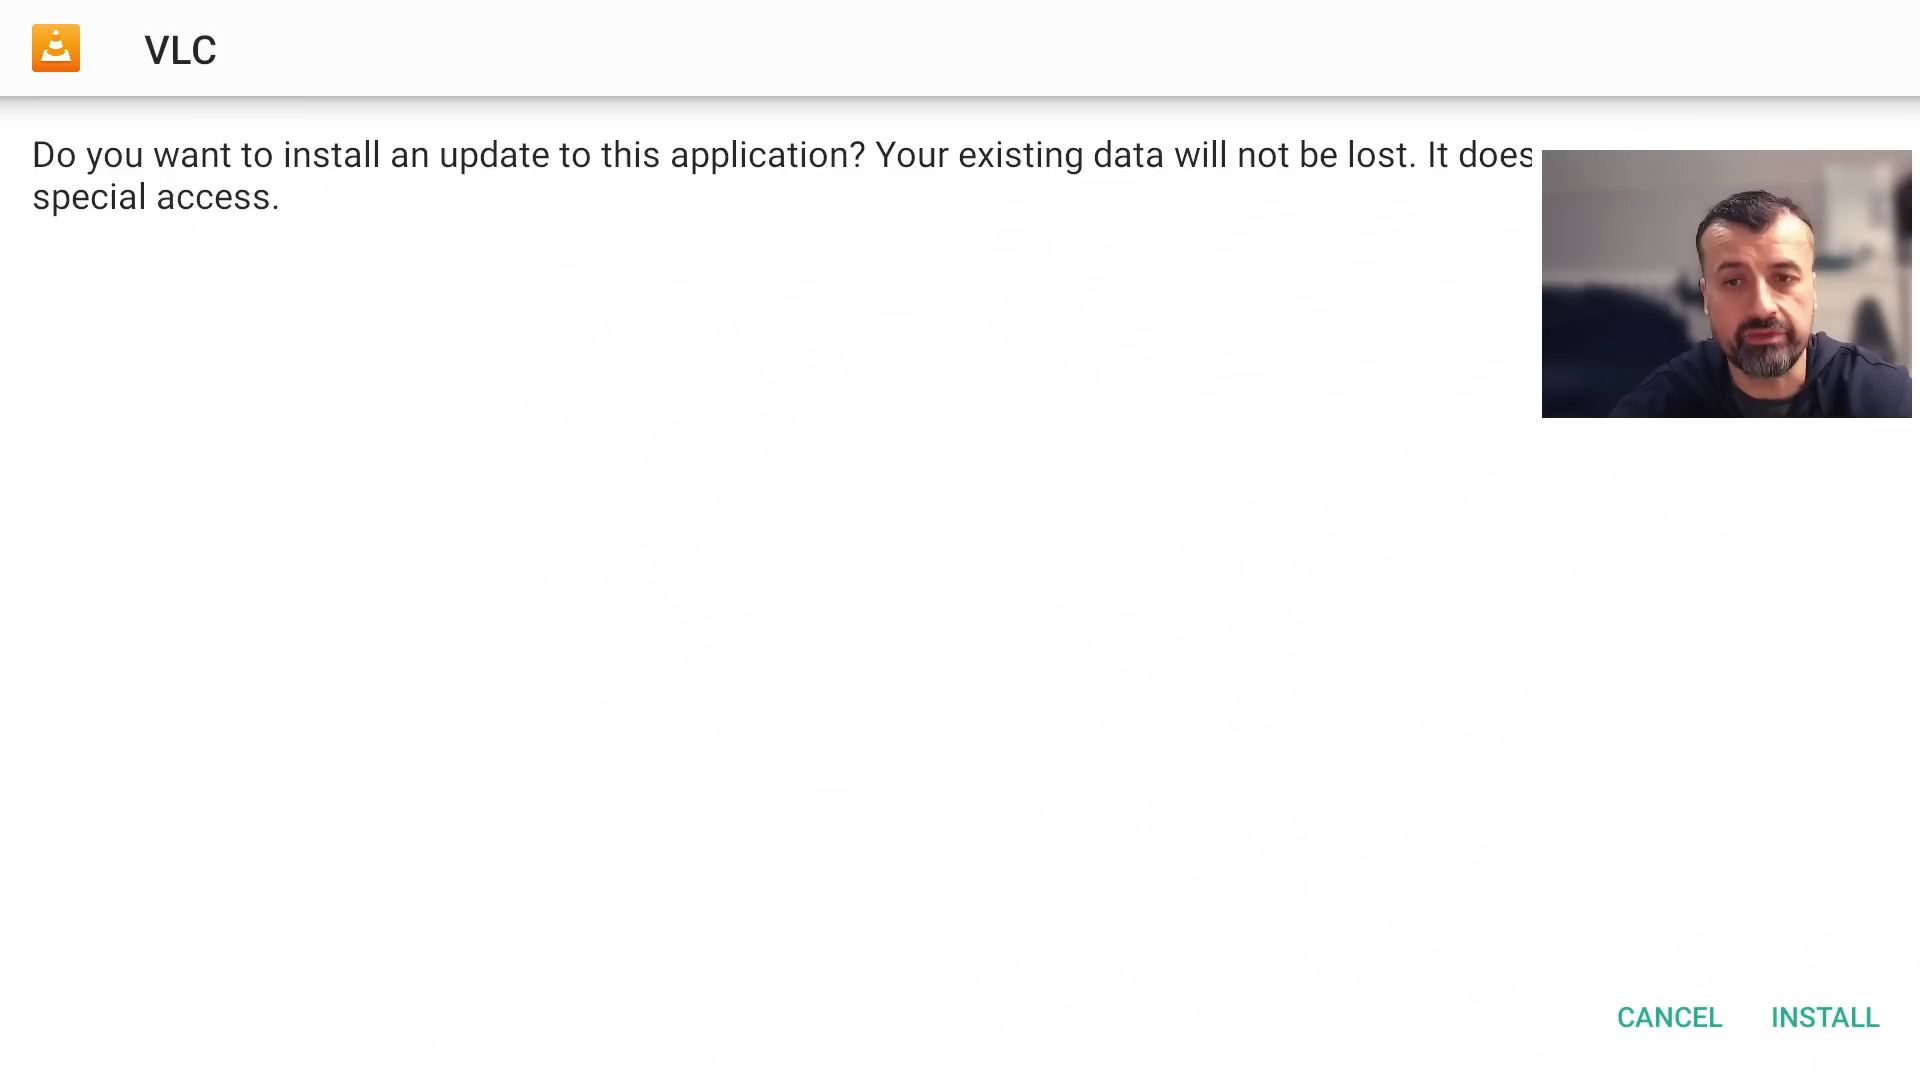 VLC
Do you want to install an update to this application? Your existing data will not be lost. It does
special access.
CANCEL INSTALL